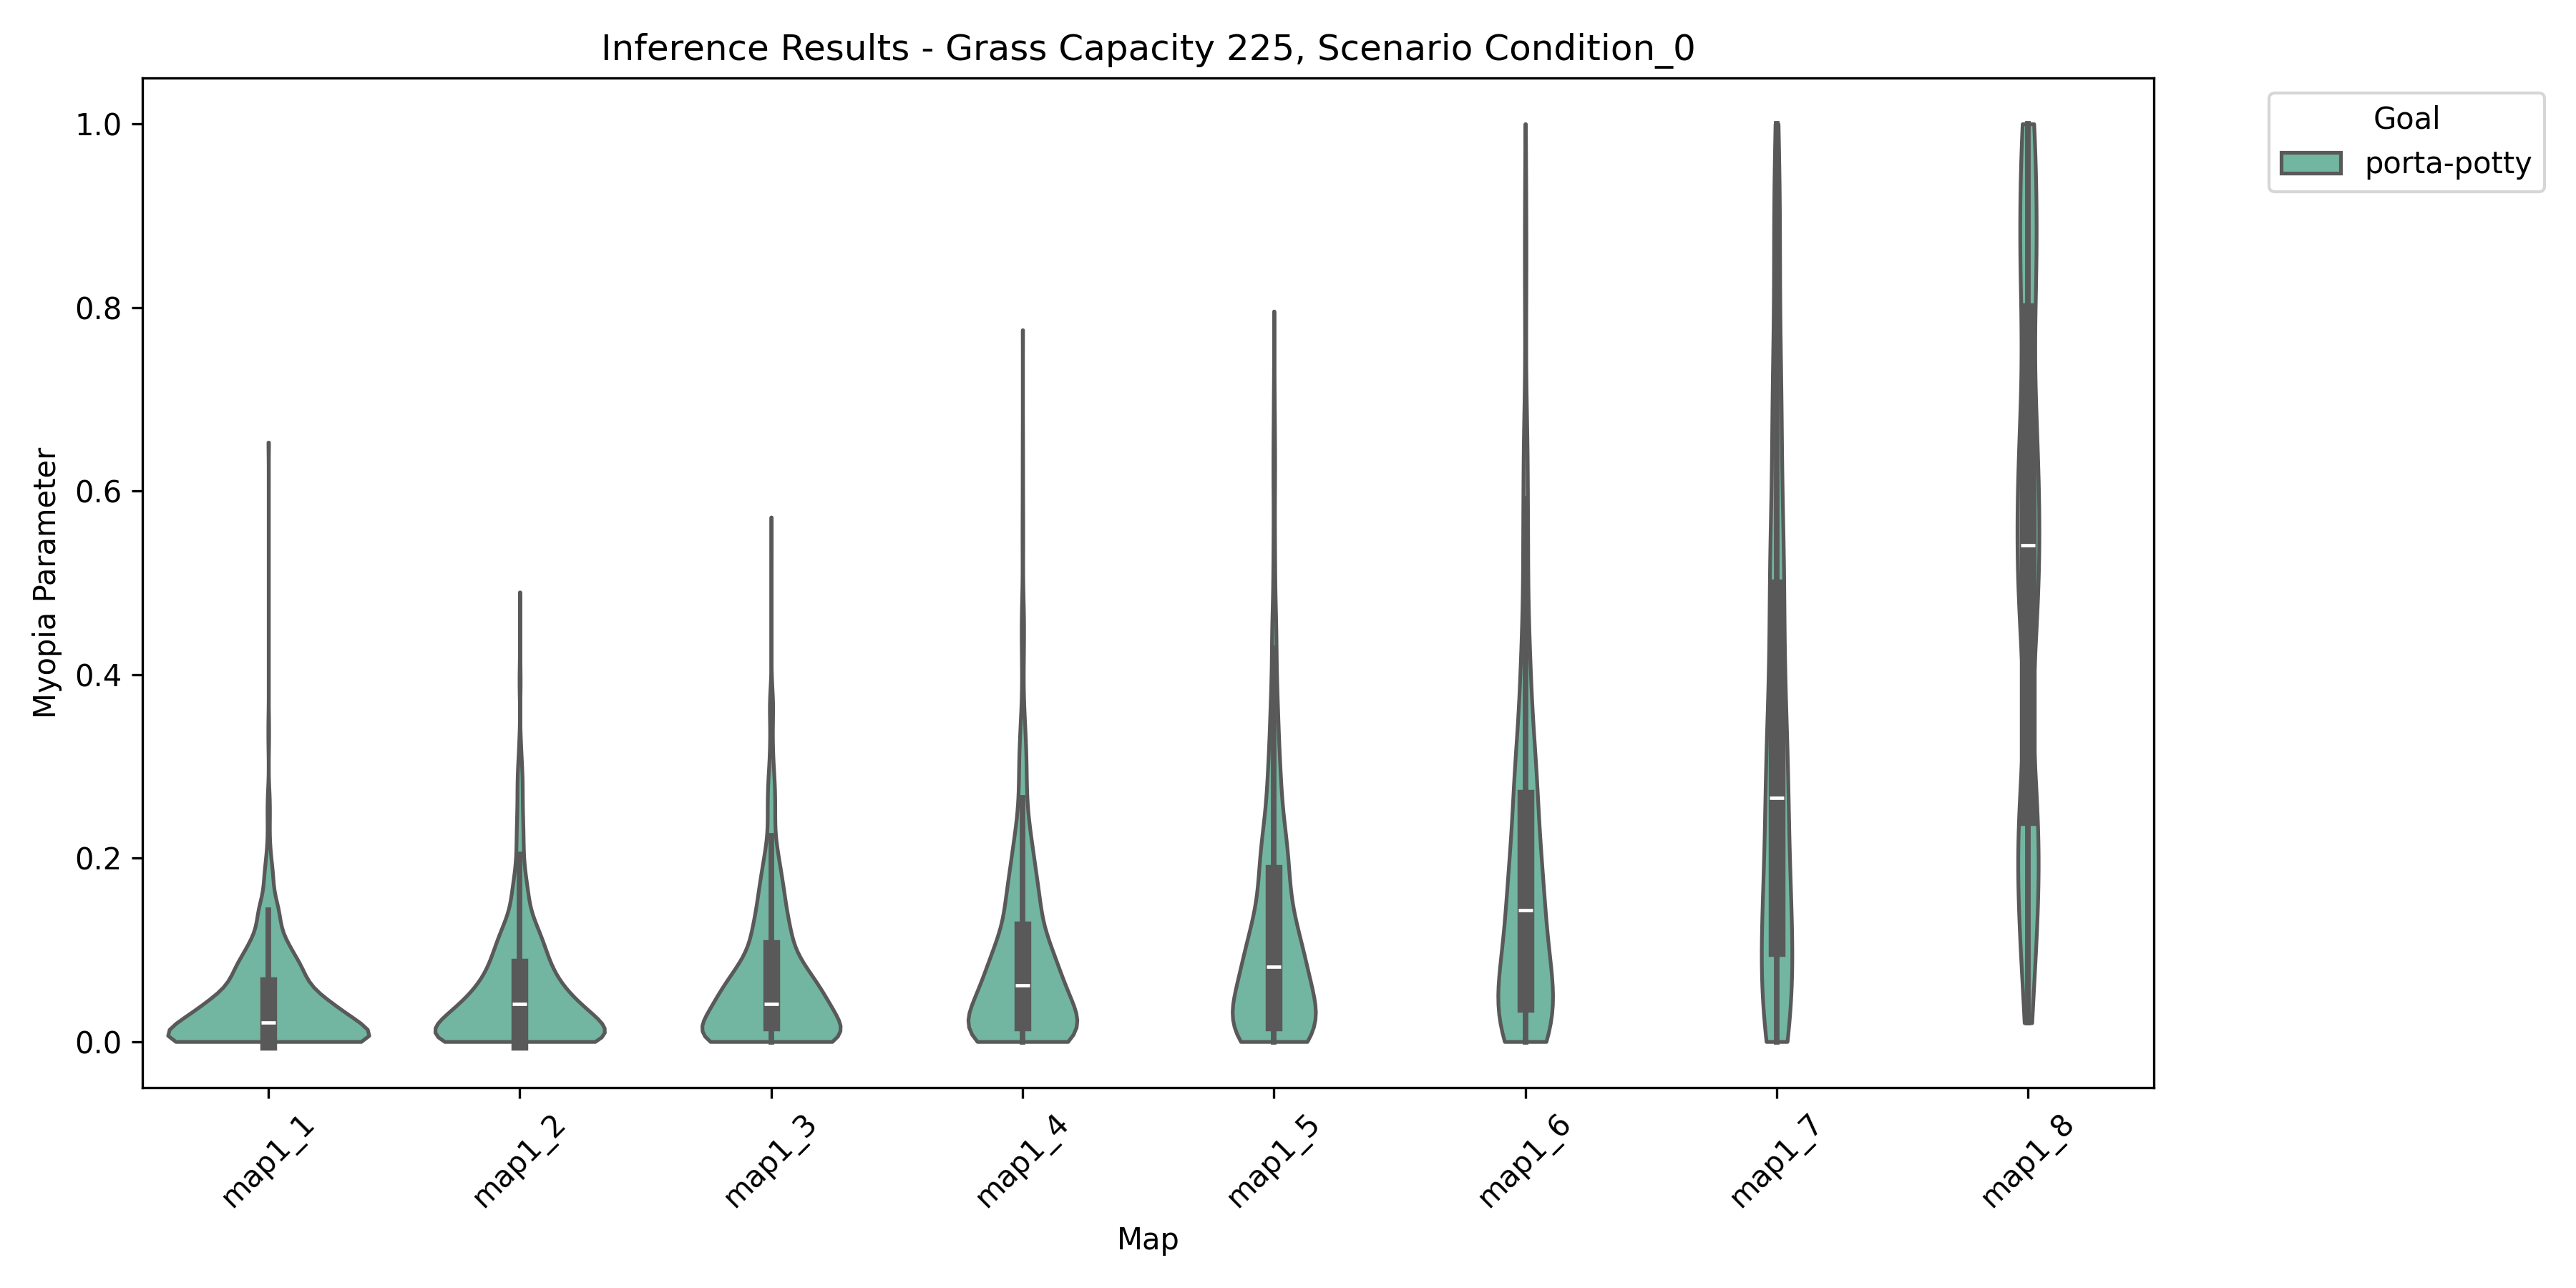 Inference Results - Grass Capacity 225, Scenario Condition_0
Goal
porta-potty
Myopia Parameter
1.0
0.8
0.6
0.4
0.2
0.0
map1_1
map1_2
map1_3
map1_4
map1_5
map1_6
map1_7
map1_8
Map